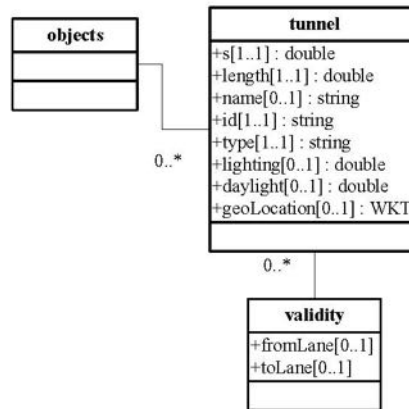 objects
tunnel
+s[1..1] : double
+length[1..1] : double
+name[0..1] : string
+id[1..1] : string
+type[1..1] : string
+lighting[0..1] : double
+daylight[0..1] : double
+geoLocation[0..1] : WKT
0..*
0..*
validity
+fromLane[0..1]
+toLane[0..1]